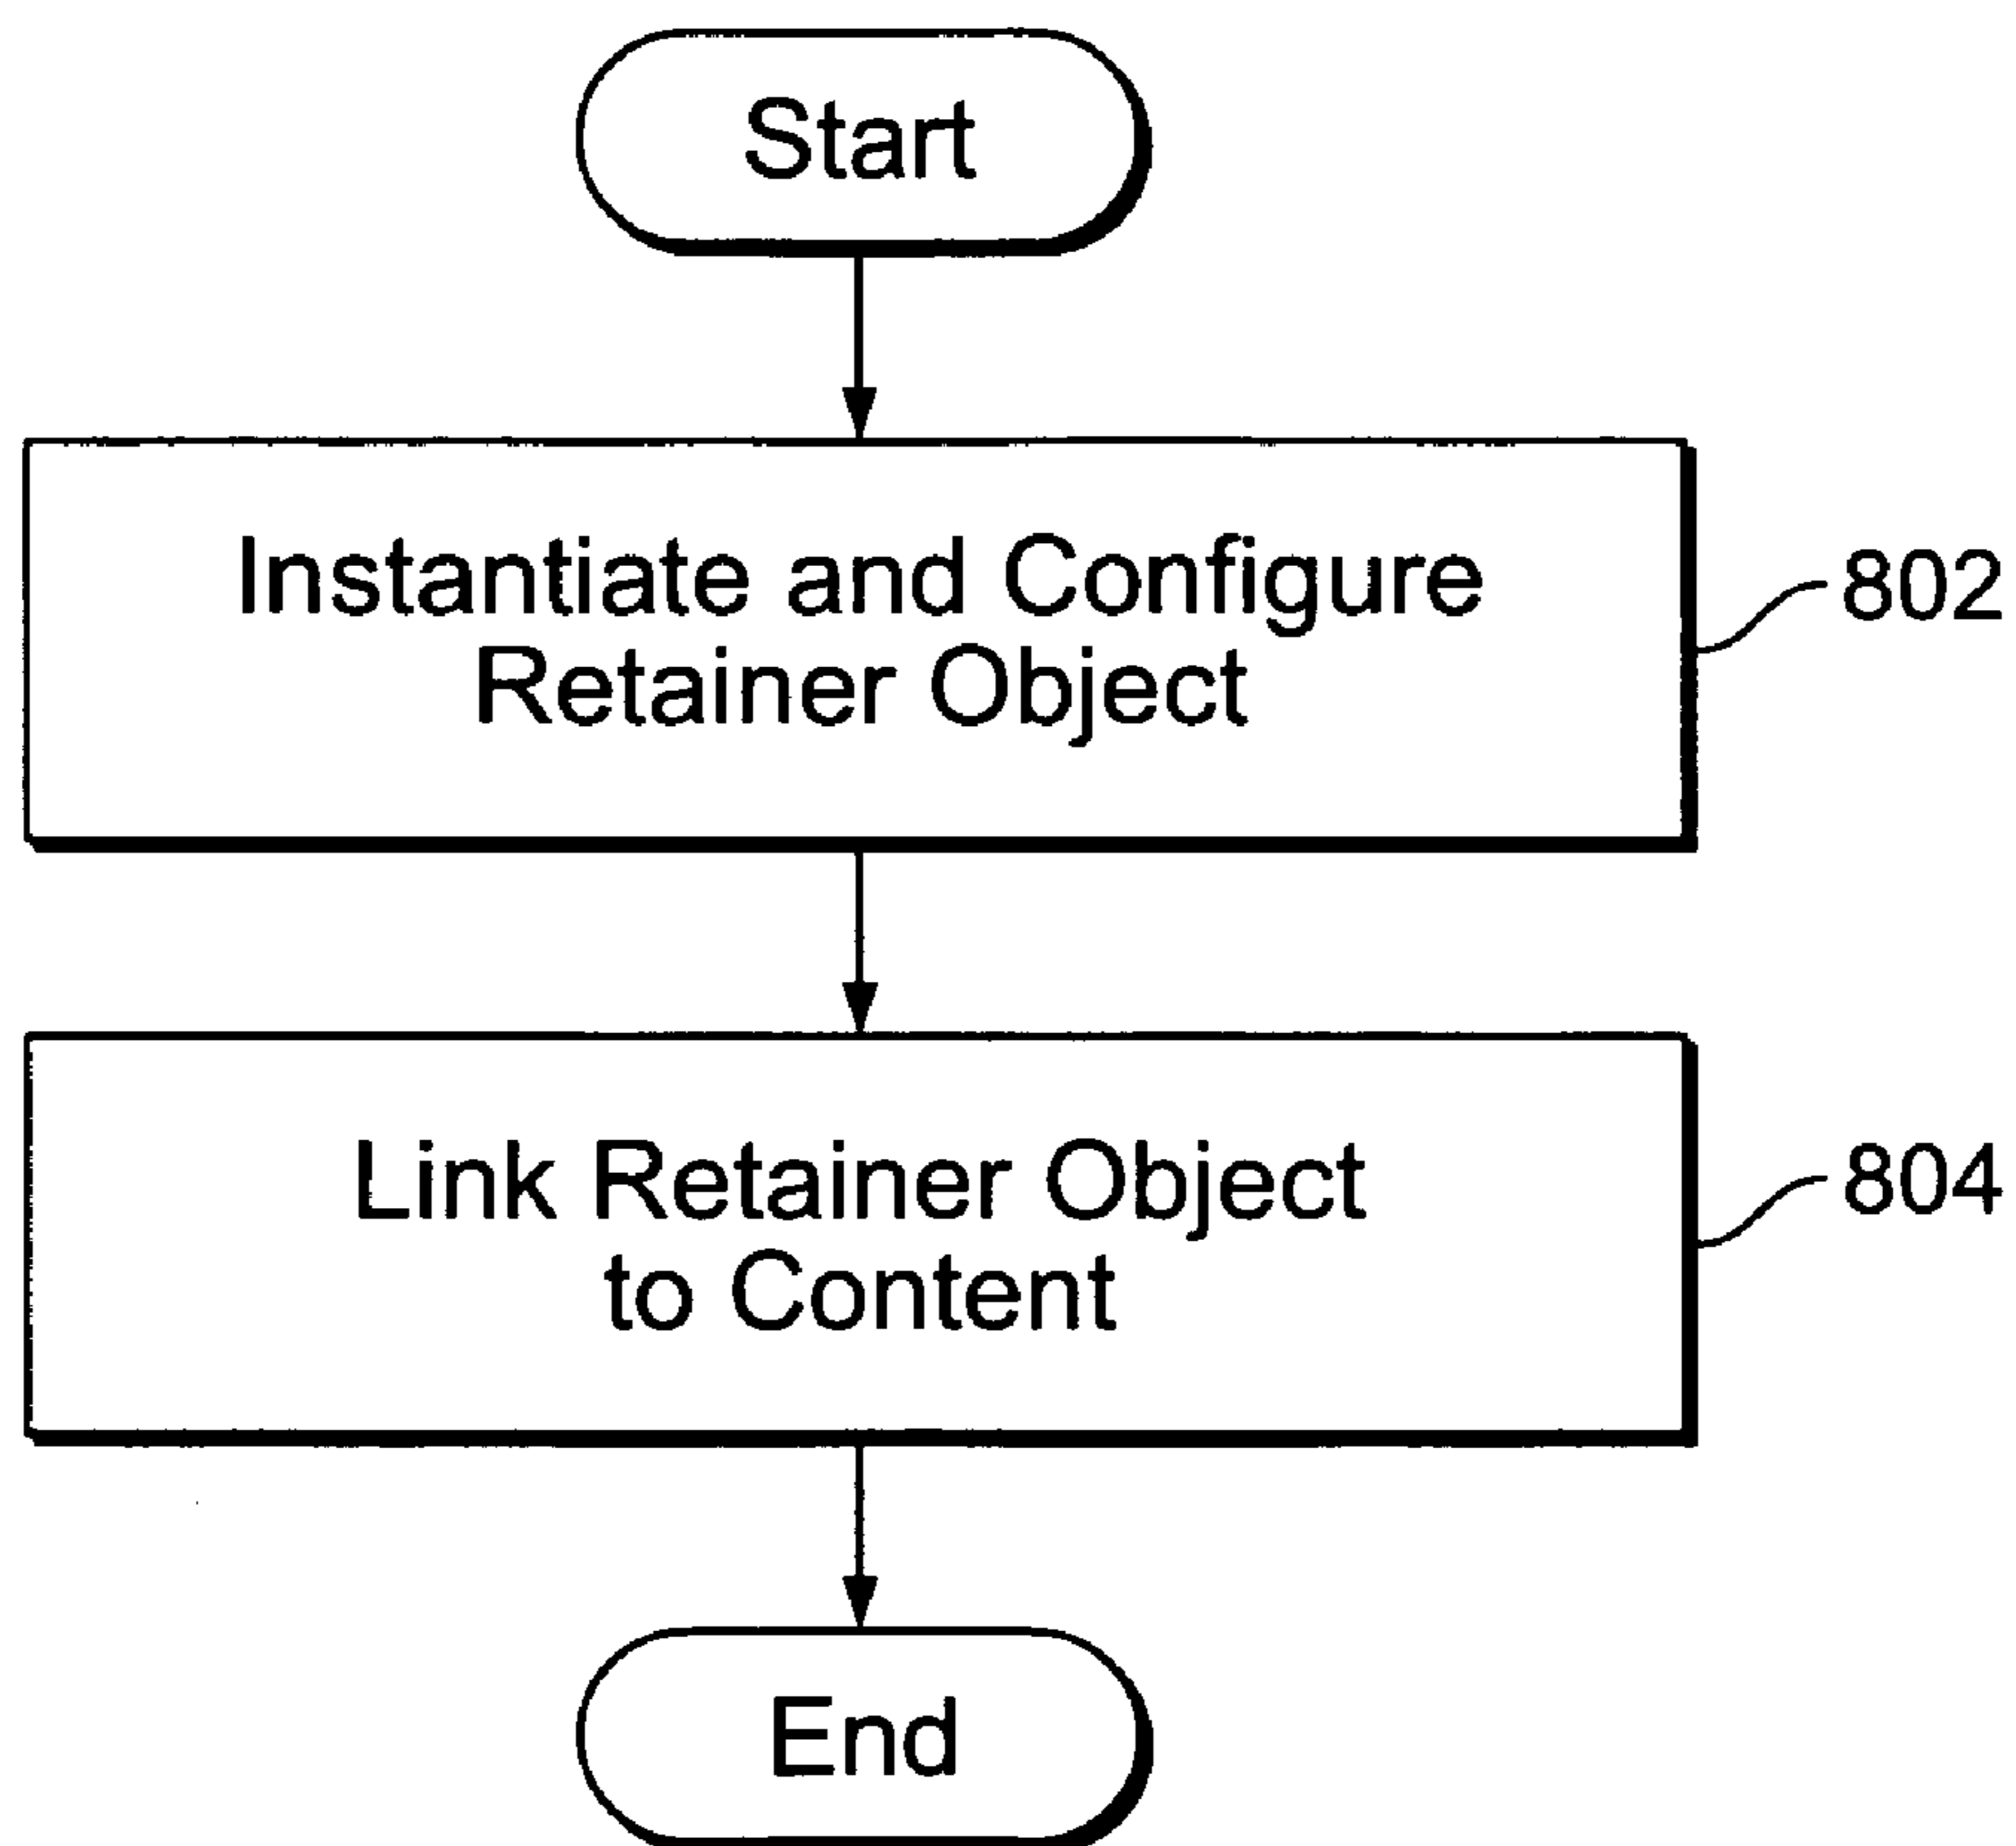 Start
Instantiate and Configure
Retainer Object
802
Link Retainer Object
to Content
804
End